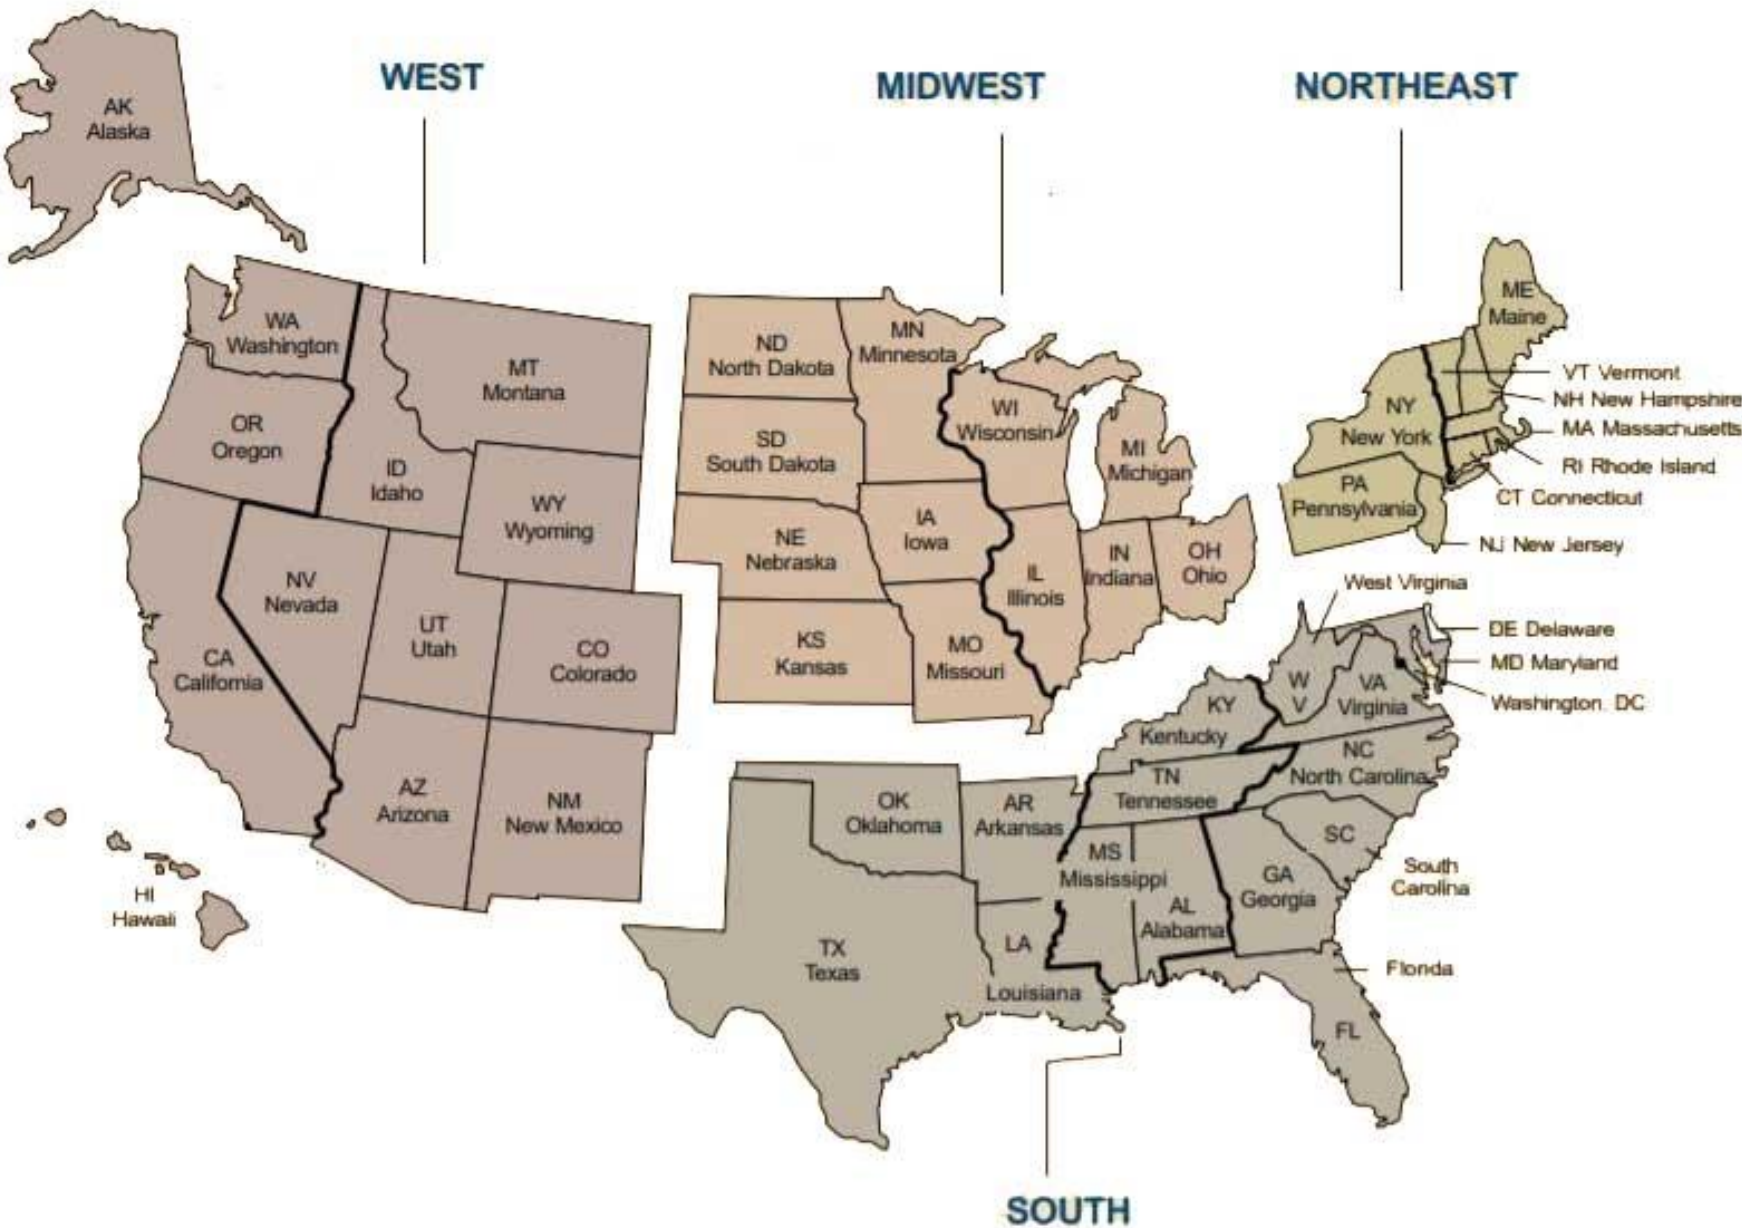 WEST
MIDWEST
NORTHEAST
AK
Alaska
WA
Washington
MT
Montana
OR
Oregon
ID
Idaho
WY
Wyoming
NV
Nevada
UT
Utah
CO
Colorado
CA
California
AZ
Arizona
NM
New Mexico
HI
Hawaii
ND
North Dakota
MN
Minnesota
SD
South Dakota
WI
Wisconsin
MI
Michigan
NE
Nebraska
IA
Iowa
IL
Illinois
IN
Indiana
OH
Ohio
KS
Kansas
MO
Missouri
ME
Maine
VT Vermont
NH New Hampshire
MA Massachusetts
RI Rhode Island
CT Connecticut
NJ New Jersey
NY
New York
PA
Pennsylvania
West Virginia
DE Delaware
MD Maryland
Washington. DC
W
V
VA
Virginia
KY
Kentucky
NC
North Carolina
TN
Tennessee
OK
Oklahoma
AR
Arkansas
SC
South
Carolina
MS
Mississippi
AL
Alabama
GA
Georgia
TX
Texas
LA
Louisiana
Flonda
FL
SOUTH